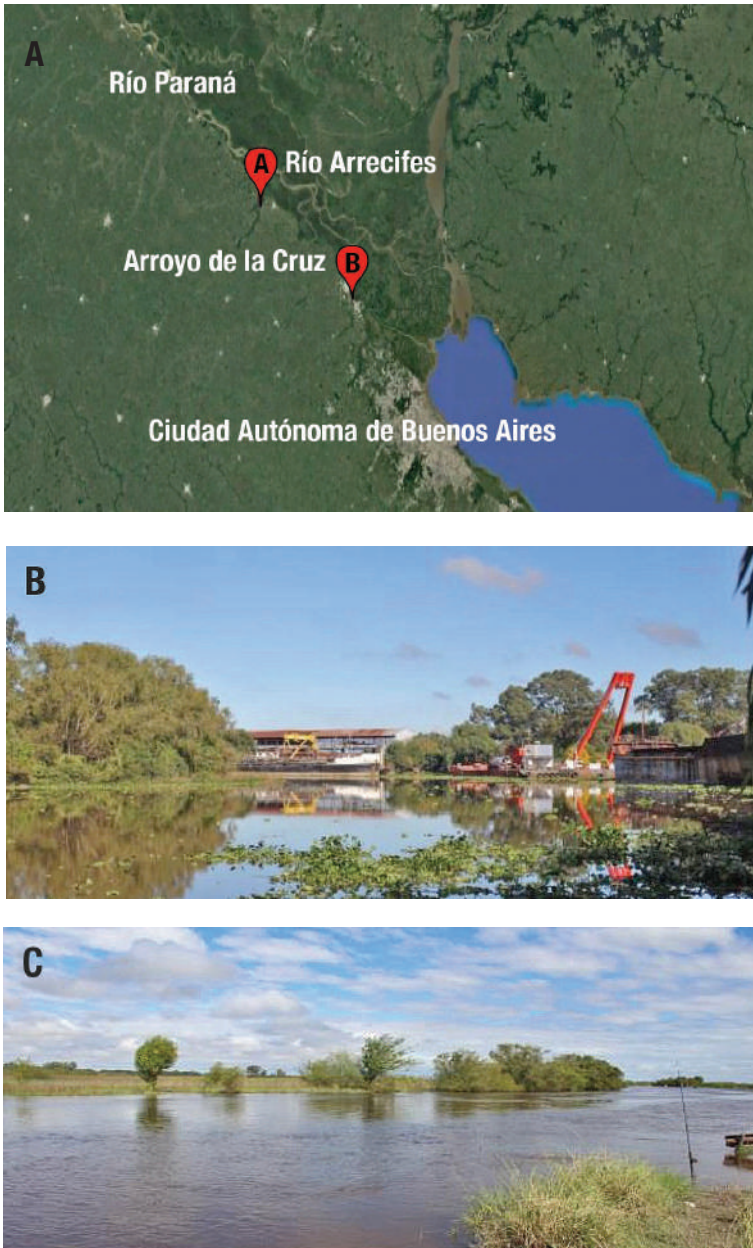 A
Río Paraná
A Río Arrecifes
Arroyo de la Cruz B
Ciudad Autónoma de Buenos Aires
B
C